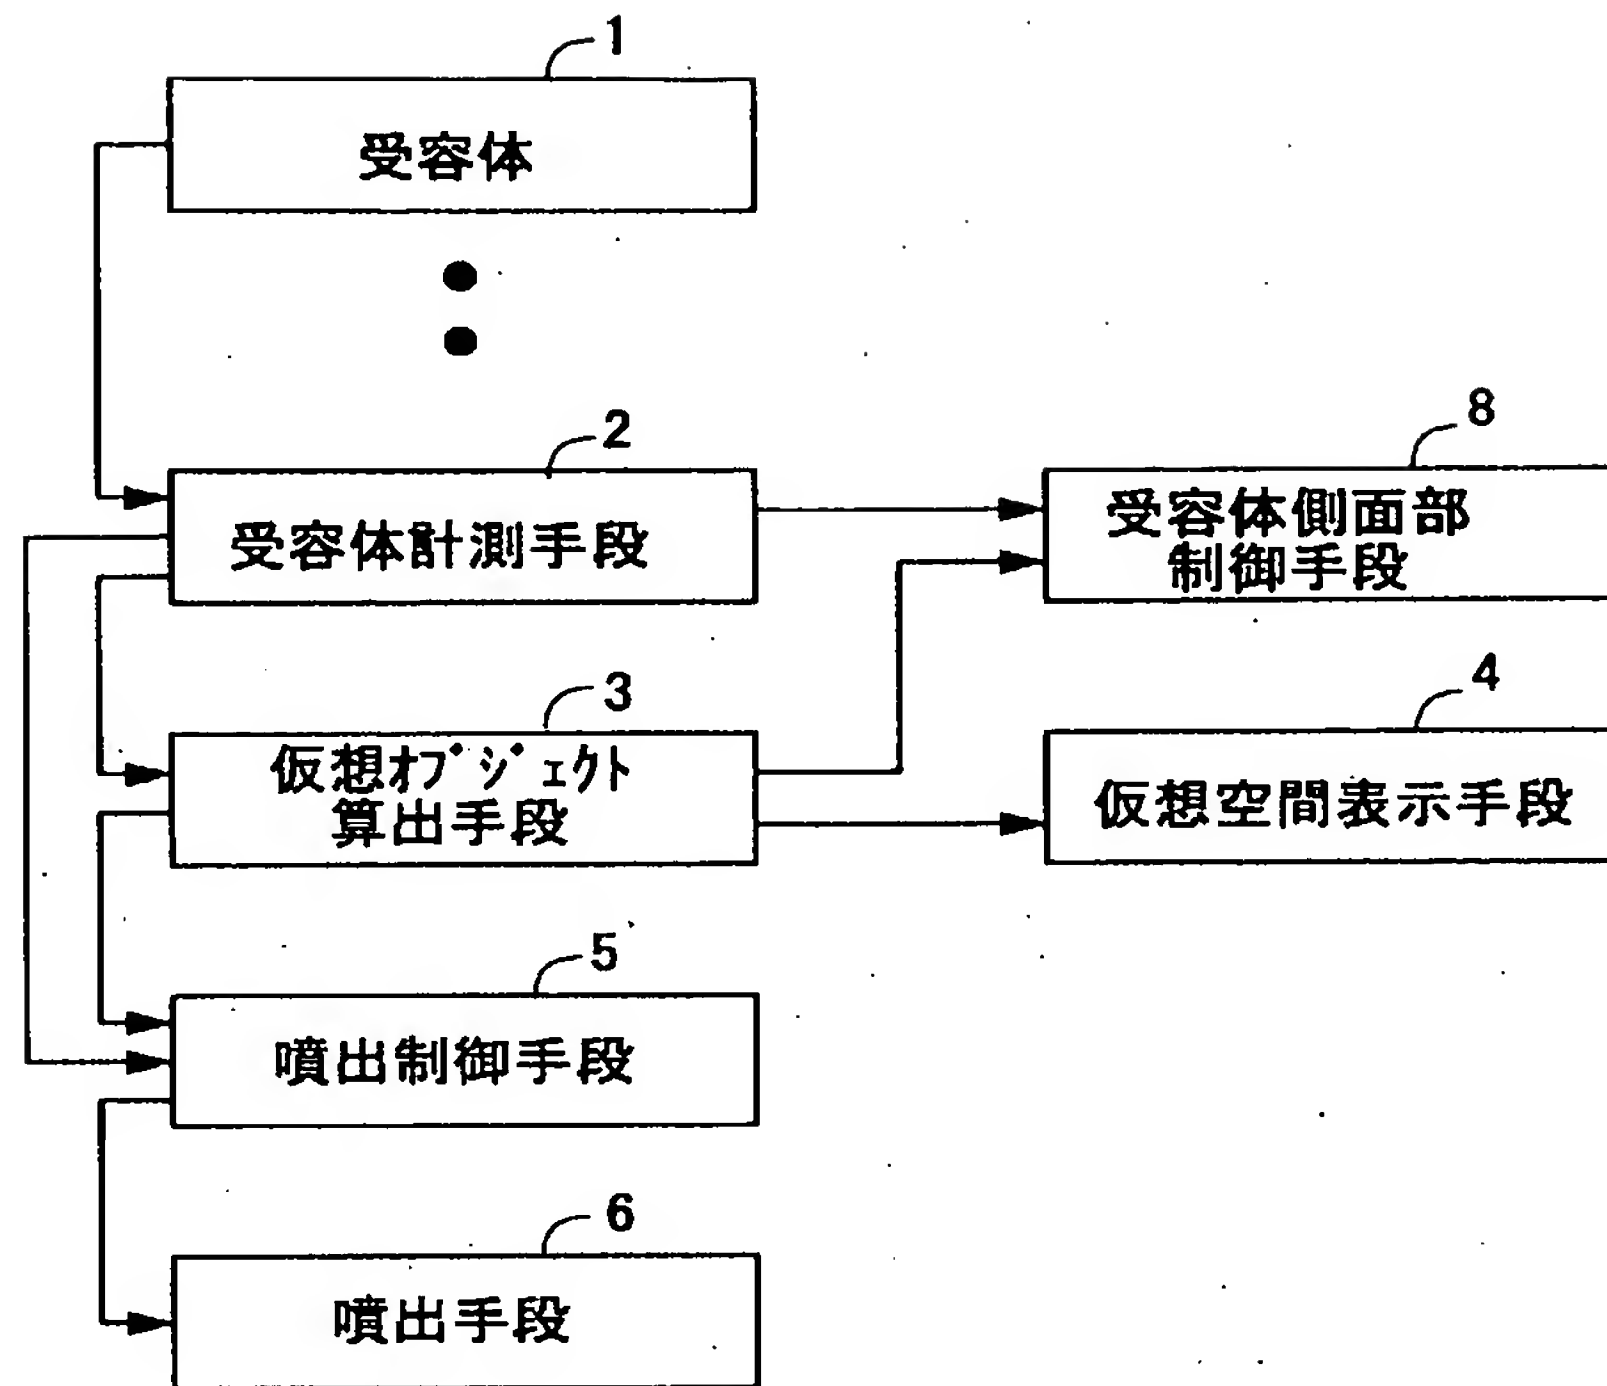 1
受容体
2
受容体計測手段
8
受容体側面部
制御手段
3
仮想ｵﾌﾞｼﾞｪｸﾄ
算出手段
4
仮想空間表示手段
5
噴出制御手段
6
噴出手段